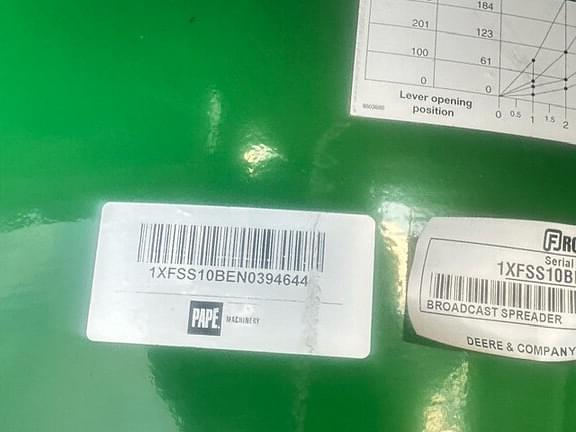 184
201
123
100
61
0
0
Lever opening
position
0 0.5 1 1.5 2
1XFSS10BEN0394644
PAPÉ
MACHINERY
Serial
1XFSS10B
BROADCAST SPREADER
DEERE & COMPANY